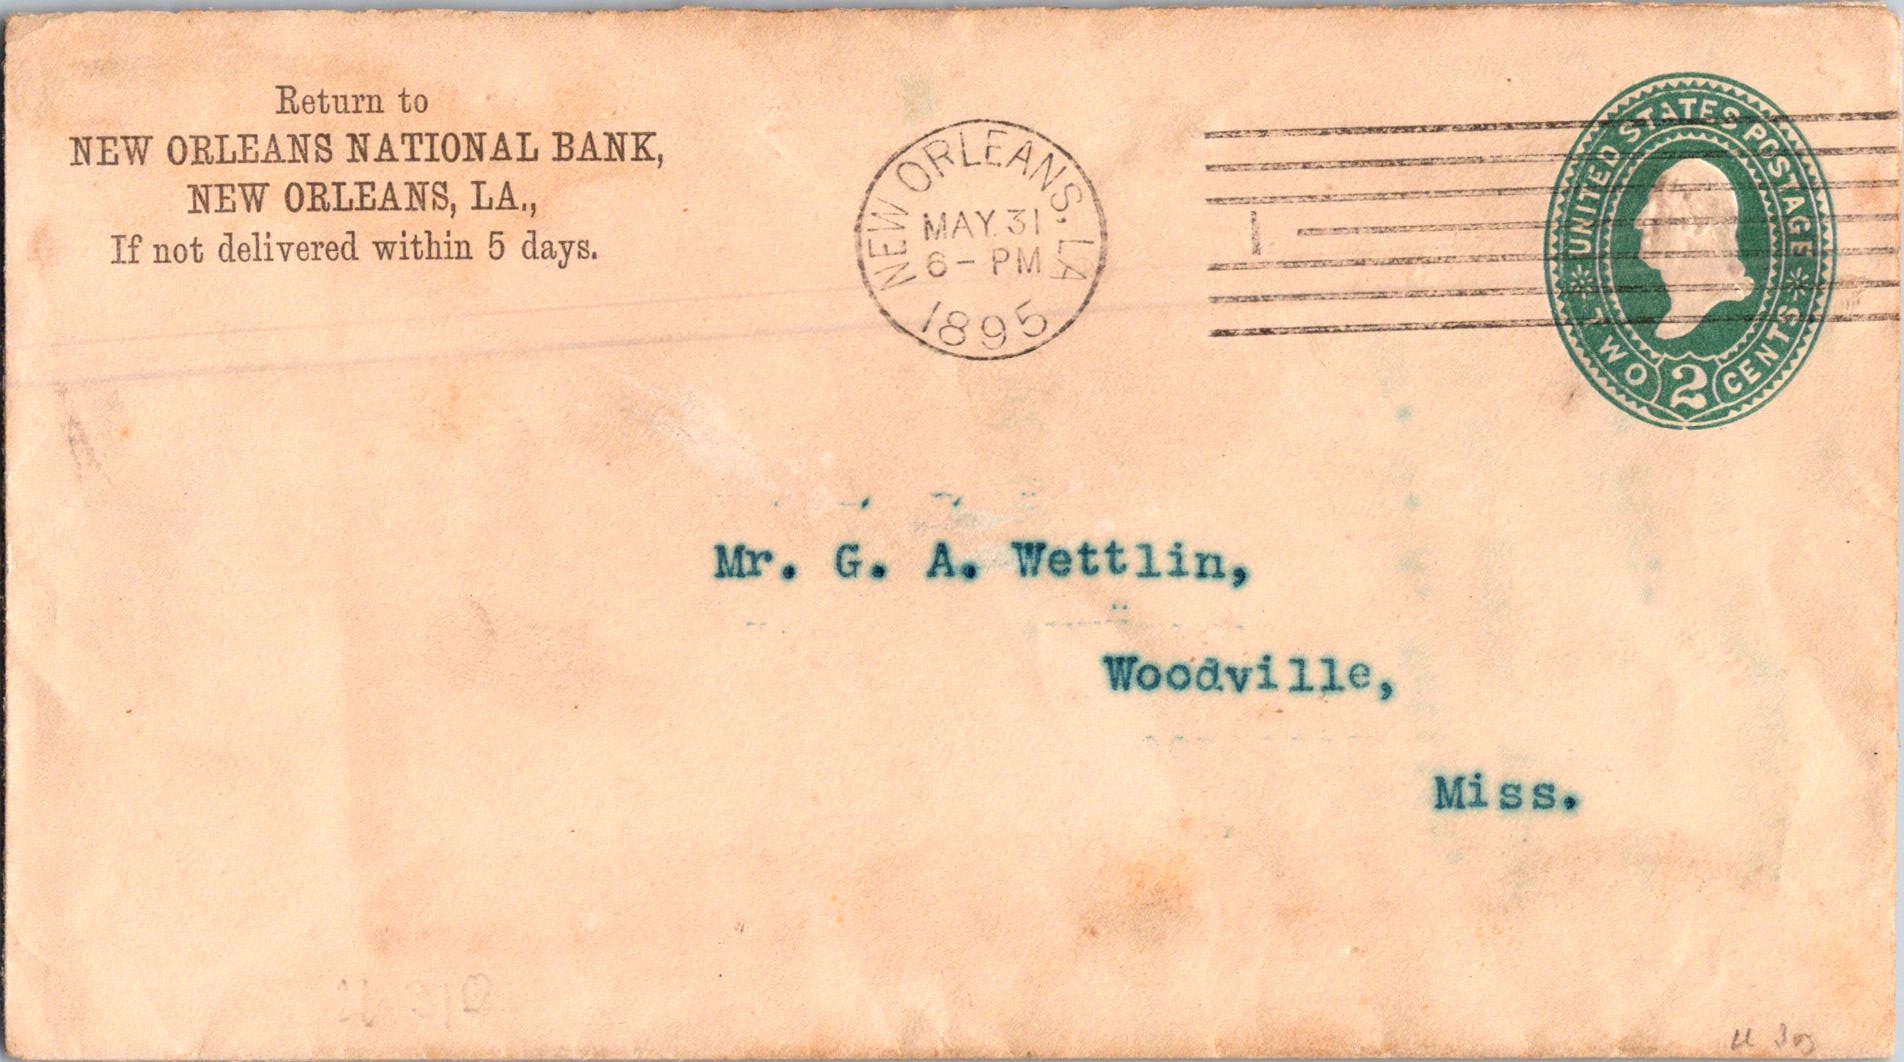 Return to
NEW ORLEANS NATIONAL BANK,
NEW ORLEANS, LA.,
If not delivered within 5 days.
NEW ORLEANS, LA
MAY. 31
6 - PM
1895
1
UNITED STATES POSTAGE
TWO 2 CENTS
Mr. G. A. Wettlin,
Woodville,
Miss.